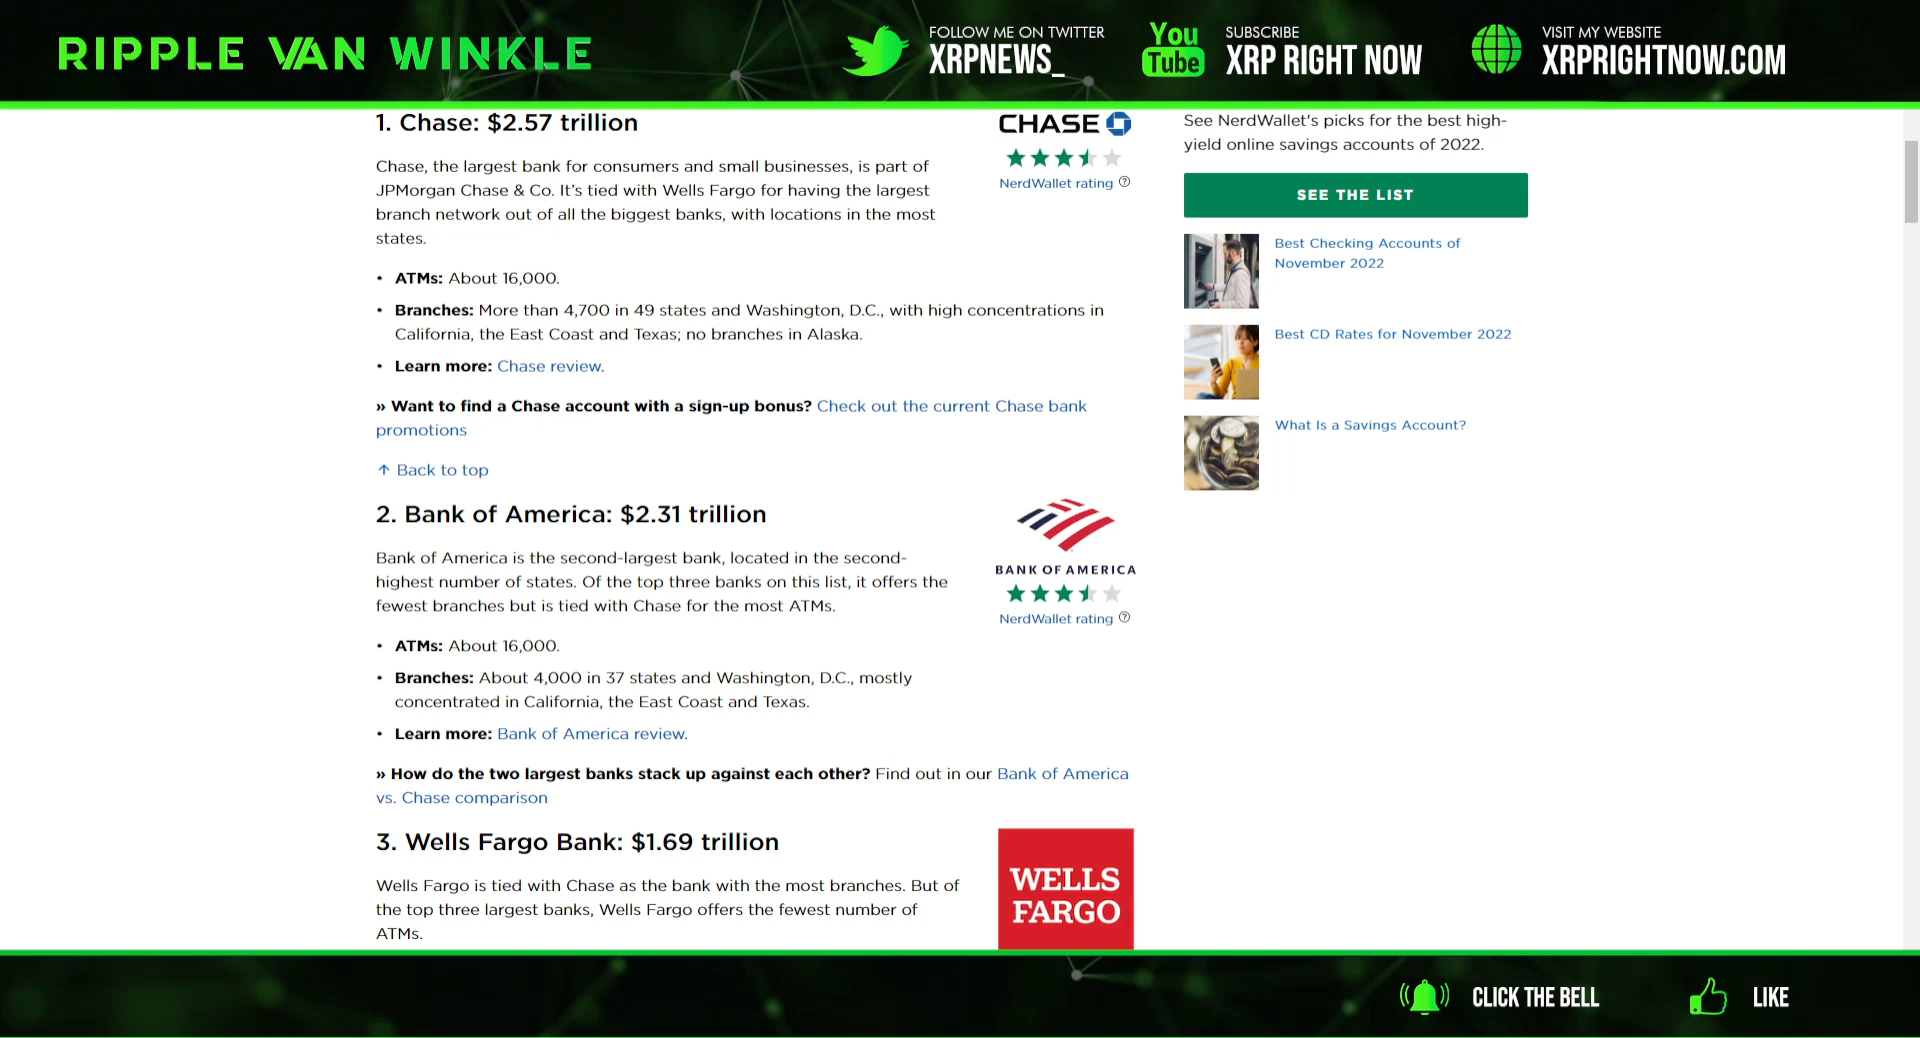 RIPPLE VAN WINKLE
FOLLOW ME ON TWITTER
XRPNEWS_
You
Tube
SUBSCRIBE
XRP RIGHT NOW
VISIT MY WEBSITE
XRPRIGHTNOW.COM
1. Chase: $2.57 trillion
Chase, the largest bank for consumers and small businesses, is part of
JPMorgan Chase & Co. It’s tied with Wells Fargo for having the largest
branch network out of all the biggest banks, with locations in the most
states.
CHASE
NerdWallet rating
• ATMs: About 16,000.
• Branches: More than 4,700 in 49 states and Washington, D.C., with high concentrations in
California, the East Coast and Texas; no branches in Alaska.
• Learn more: Chase review.
» Want to find a Chase account with a sign-up bonus? Check out the current Chase bank
promotions
↑ Back to top
2. Bank of America: $2.31 trillion
Bank of America is the second-largest bank, located in the second-
highest number of states. Of the top three banks on this list, it offers the
fewest branches but is tied with Chase for the most ATMs.
BANK OF AMERICA
NerdWallet rating
• ATMs: About 16,000.
• Branches: About 4,000 in 37 states and Washington, D.C., mostly
concentrated in California, the East Coast and Texas.
• Learn more: Bank of America review.
» How do the two largest banks stack up against each other? Find out in our Bank of America
vs. Chase comparison
3. Wells Fargo Bank: $1.69 trillion
Wells Fargo is tied with Chase as the bank with the most branches. But of
the top three largest banks, Wells Fargo offers the fewest number of
ATMs.
WELLS
FARGO
See NerdWallet's picks for the best high-
yield online savings accounts of 2022.
SEE THE LIST
Best Checking Accounts of
November 2022
Best CD Rates for November 2022
What Is a Savings Account?
CLICK THE BELL
LIKE